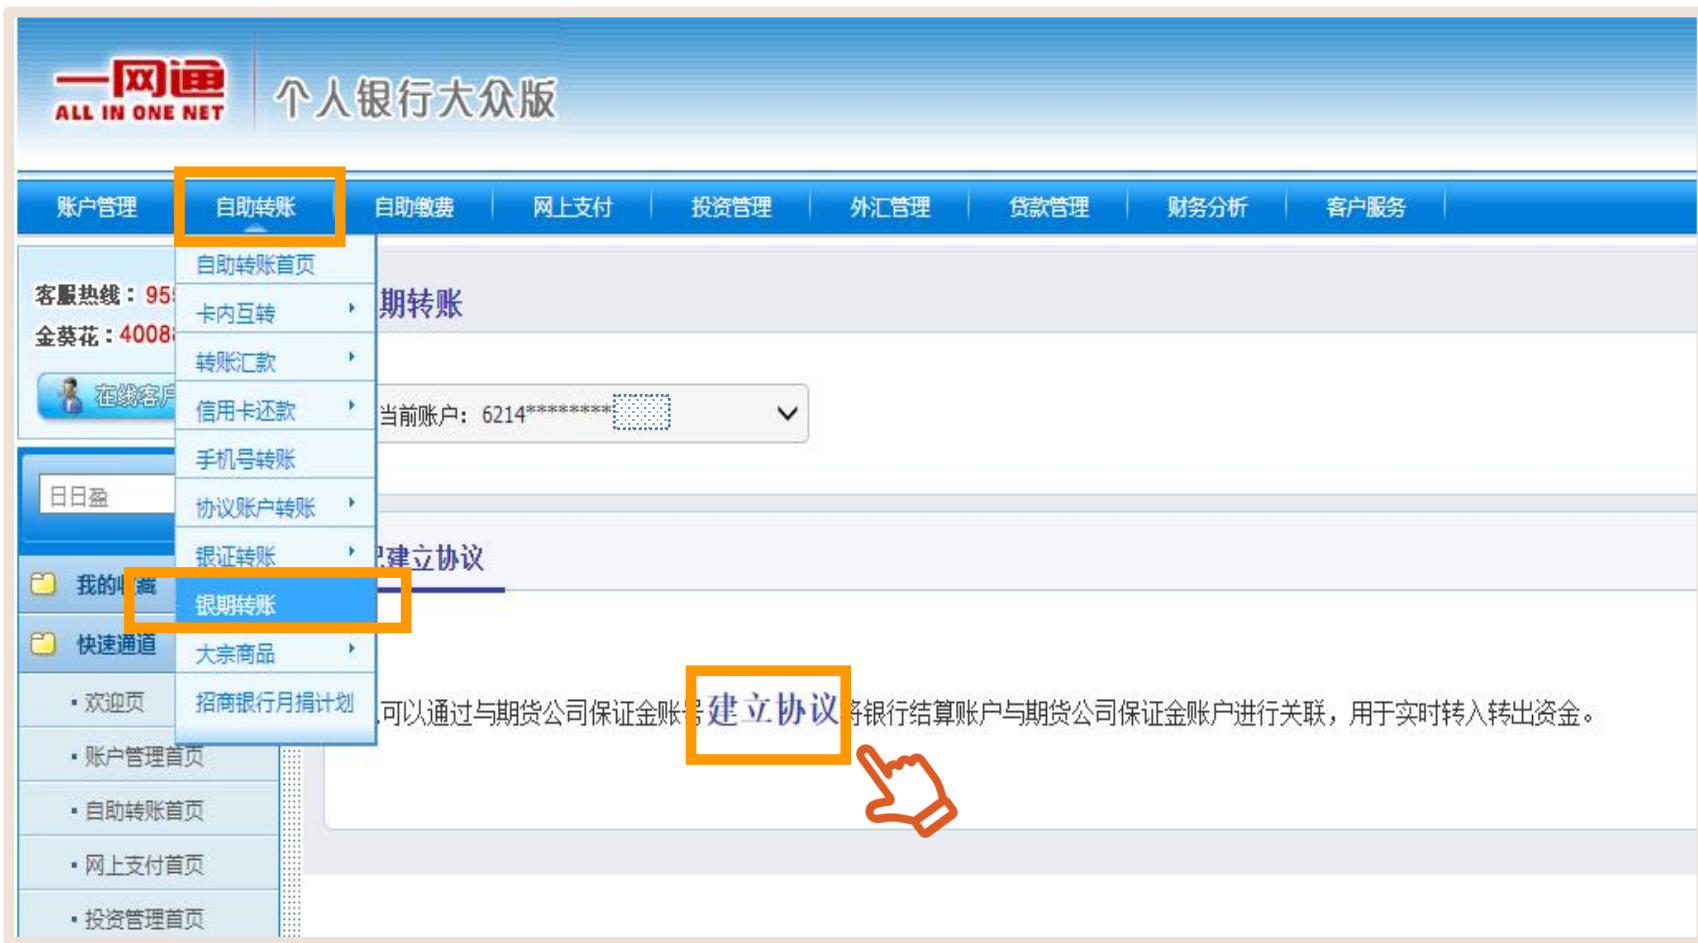 一网通
ALL IN ONE NET
个人银行大众版
账户管理 自助转账 自助缴费 网上支付 投资管理 外汇管理 贷款管理 财务分析 客户服务
自助转账首页
卡内互转
转账汇款
信用卡还款
手机号转账
协议账户转账
银证转账
银期转账
大宗商品
招商银行月捐计划
客服热线：95
金葵花：4008
在线客户
日日盈
我的收藏
快速通道
欢迎页
账户管理首页
自助转账首页
网上支付首页
投资管理首页
期转账
当前账户：6214********
建立协议
可以通过与期货公司保证金账号建立协议将银行结算账户与期货公司保证金账户进行关联，用于实时转入转出资金。